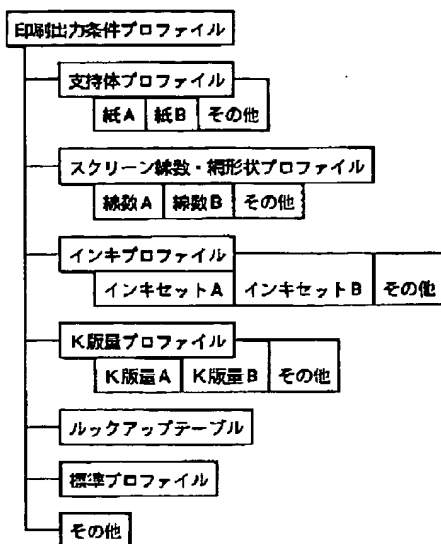 印刷出力条件プロファイル
支持体プロファイル
紙A 紙B その他
スクリーン線数・網形状プロファイル
線数A 線数B その他
インキプロファイル
インキセットA インキセットB その他
K版量プロファイル
K版量A K版量B その他
ルックアップテーブル
標準プロファイル
その他